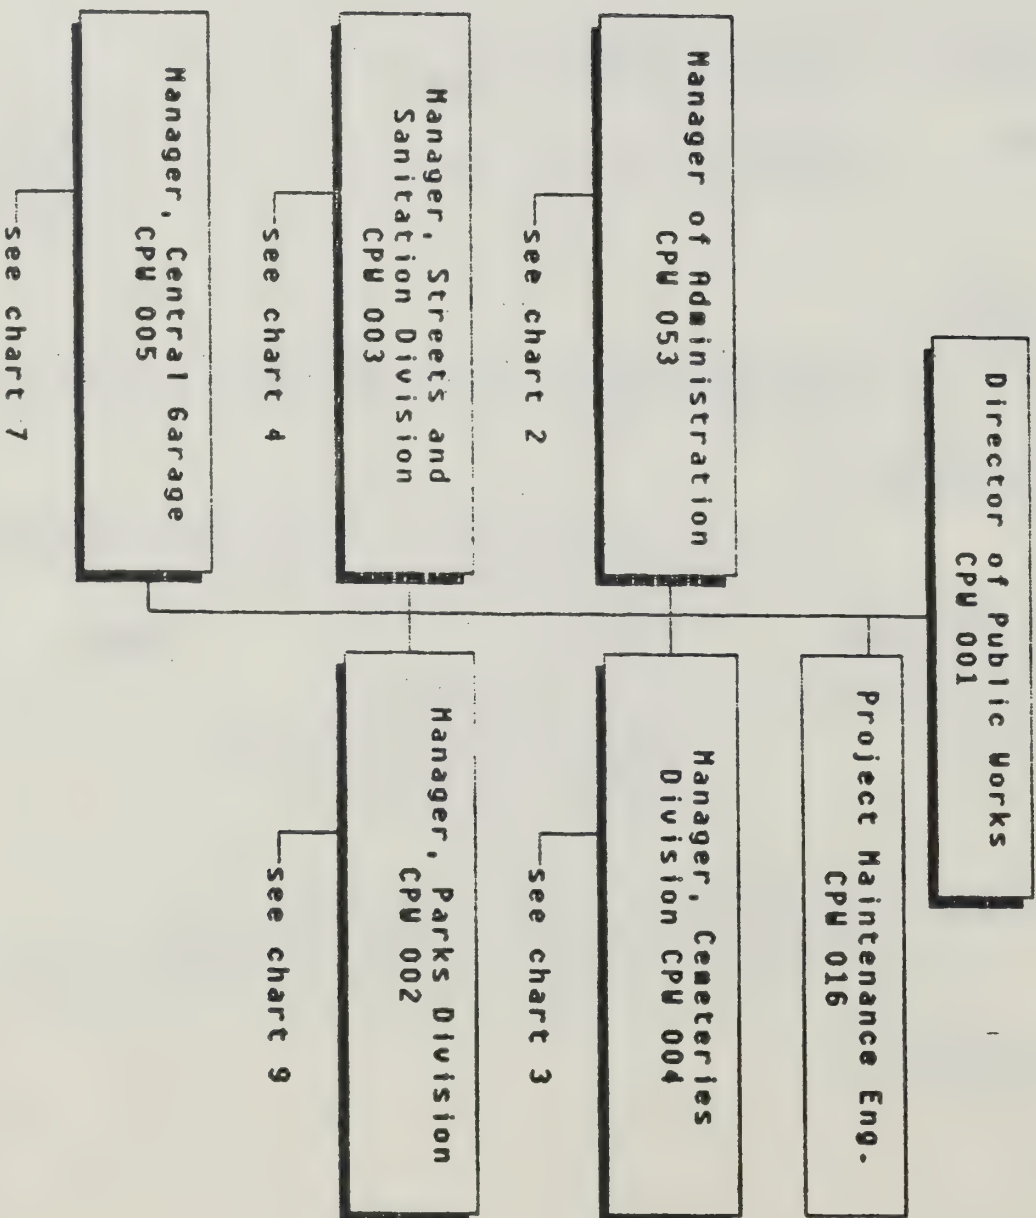 Director of Public Works
CPW 001
Project Maintenance Eng.
CPW 016
Manager of Administration
CPW 053
see chart 2
Manager, Cemeteries
Division CPW 004
see chart 3
Manager, Streets and
Sanitation Division
CPW 003
see chart 4
Manager, Parks Division
CPW 002
see chart 9
Manager, Central Garage
CPW 005
see chart 7